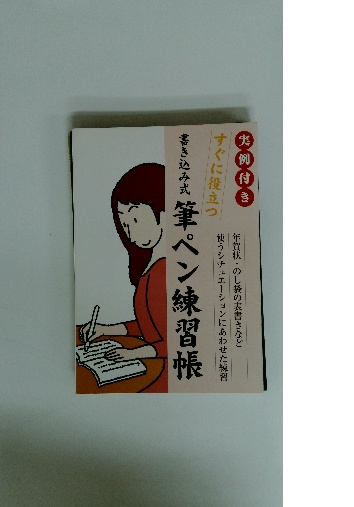 実例付き
年賀状・のし袋の表書きなど
使うシチュエーションにあわせた練習
すぐに役立つ
書き込み式
筆ペン練習帳